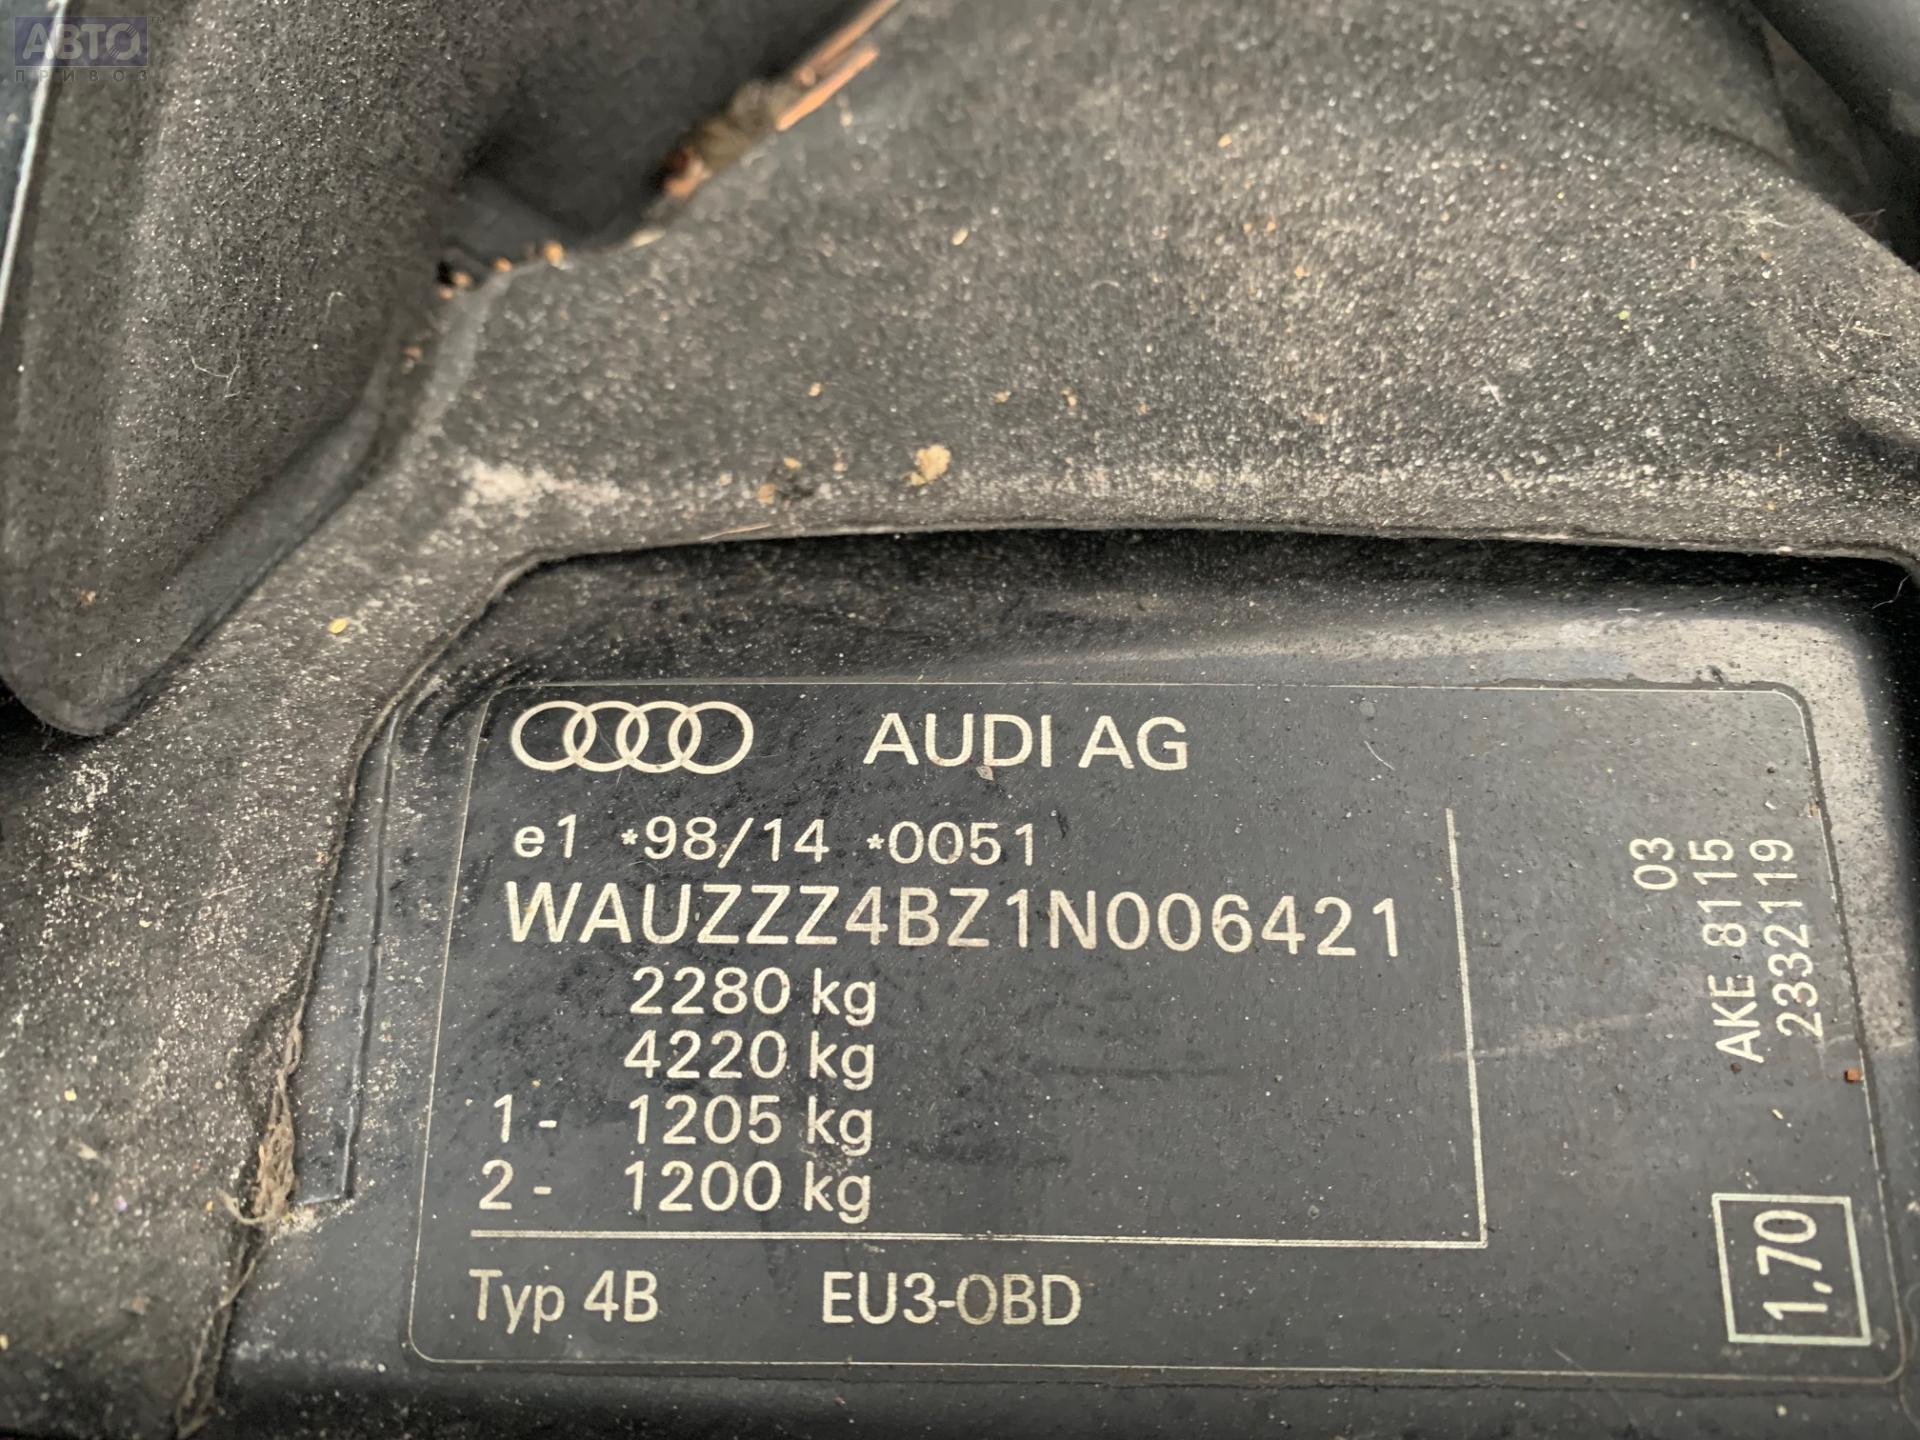 АВТО
ПРИВОЗ
AUDI AG
e1 *98/14 *0051
WAUZZZ4BZ1N006421
2280 kg
4220 kg
1- 1205 kg
2- 1200 kg
Typ 4B EU3-OBD
03
AKE 8115
2332119
1,70